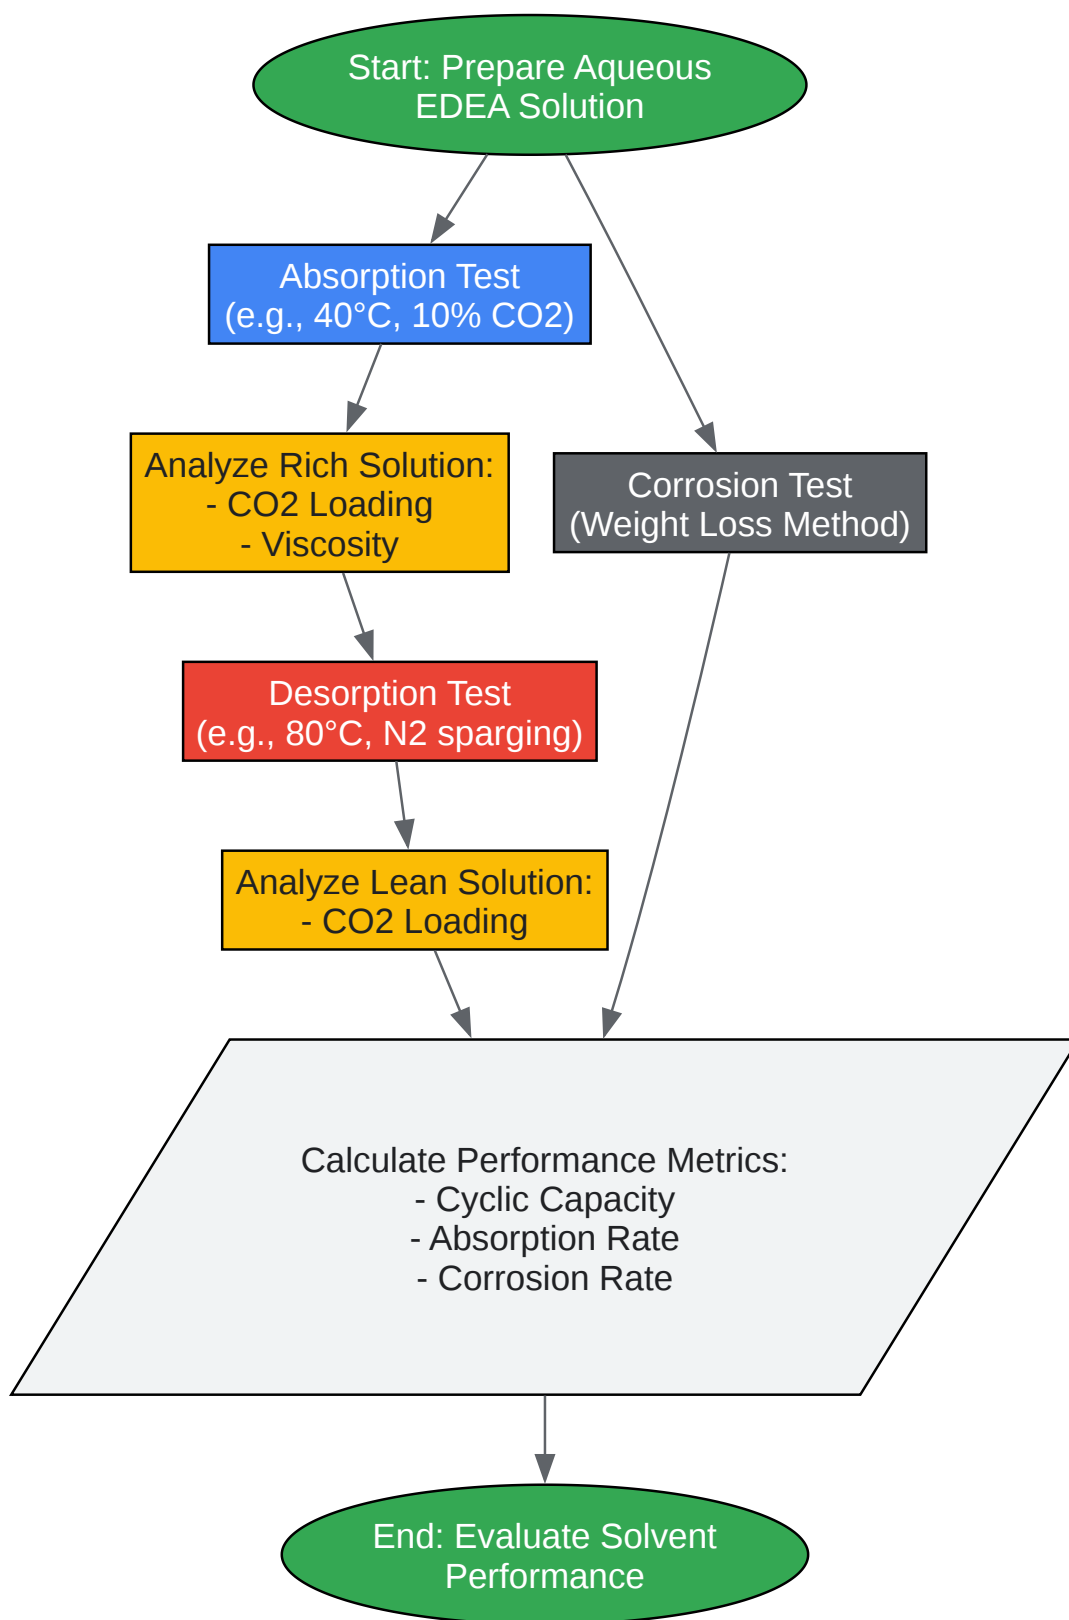 Start: Prepare Aqueous
EDEA Solution
Absorption Test
(e.g., 40°C, 10% CO2)
Analyze Rich Solution:
- CO2 Loading
- Viscosity
Corrosion Test
(Weight Loss Method)
Desorption Test
(e.g., 80°C, N2 sparging)
Analyze Lean Solution:
- CO2 Loading
Calculate Performance Metrics:
- Cyclic Capacity
- Absorption Rate
- Corrosion Rate
End: Evaluate Solvent
Performance